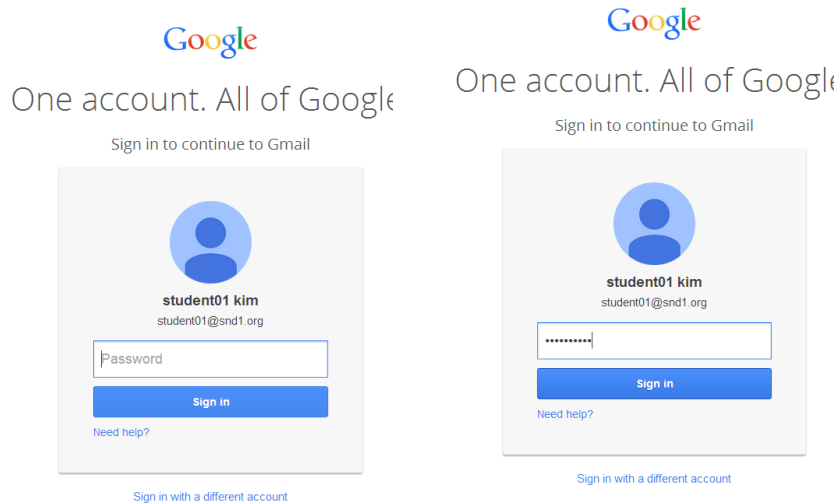 Google
One account. All of Google
Sign in to continue to Gmail
student01 kim
student01@snd1.org
Password
Sign in
Need help?
Sign in with a different account
Google
One account. All of Google
Sign in to continue to Gmail
student01 kim
student01@snd1.org
••••••••••
Sign in
Need help?
Sign in with a different account